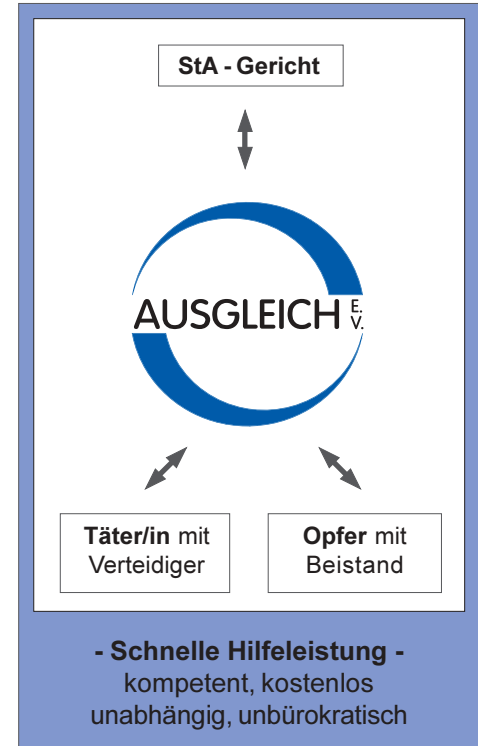 StA - Gericht
AUSGLEICH E. V.
Täter/in mit
Verteidiger
Opfer mit
Beistand
- Schnelle Hilfeleistung -
kompetent, kostenlos
unabhängig, unbürokratisch